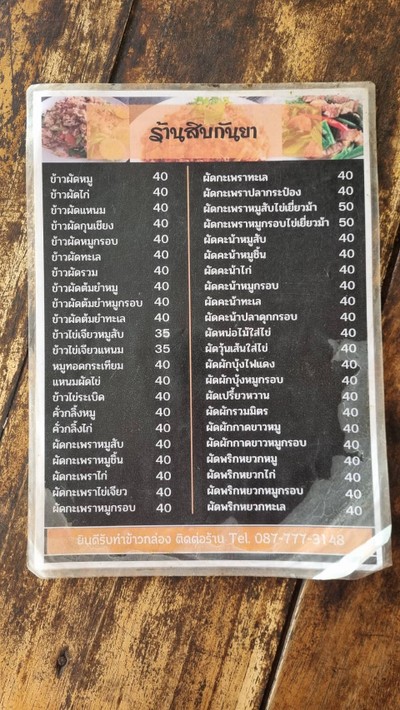 ร้านสิบกันยา
ข้าวผัดหมู 40
ข้าวผัดไก่ 40
ข้าวผัดแหนม 40
ข้าวผัดกุนเชียง 40
ข้าวผัดหมูกรอบ 40
ข้าวผัดทะเล 40
ข้าวผัดรวม 40
ข้าวผัดต้มยำหมู 40
ข้าวผัดต้มยำหมูกรอบ 40
ข้าวผัดต้มยำทะเล 40
ข้าวไข่เจียวหมูสับ 35
ข้าวไข่เจียวแหนม 35
หมูทอดกระเทียม 40
แหนมผัดไข่ 40
ข้าวไข่ระเบิด 40
คั่วกลิ้งหมู 40
คั่วกลิ้งไก่ 40
ผัดกะเพราหมูสับ 40
ผัดกะเพราหมูชิ้น 40
ผัดกะเพราไก่ 40
ผัดกะเพราไข่เจียว 40
ผัดกะเพราหมูกรอบ 40
ผัดกะเพราทะเล 40
ผัดกะเพราปลากระป๋อง 40
ผัดกะเพราหมูสับไข่เยี่ยวม้า 50
ผัดกะเพราหมูกรอบไข่เยี่ยวม้า 50
ผัดคะน้าหมูสับ 40
ผัดคะน้าหมูชิ้น 40
ผัดคะน้าไก่ 40
ผัดคะน้าหมูกรอบ 40
ผัดคะน้าทะเล 40
ผัดคะน้าปลาดุกกรอบ 40
ผัดหน่อไม้ใส่ไข่ 40
ผัดวุ้นเส้นใส่ไข่ 40
ผัดผักบุ้งไฟแดง 40
ผัดผักบุ้งหมูกรอบ 40
ผัดเปรี้ยวหวาน 40
ผัดผักรวมมิตร 40
ผัดผักกาดขาวหมู 40
ผัดผักกาดขาวหมูกรอบ 40
ผัดพริกหยวกหมู 40
ผัดพริกหยวกไก่ 40
ผัดพริกหยวกหมูกรอบ 40
ผัดพริกหยวกทะเล 40
ยินดีรับทำข้าวกล่อง ติดต่อร้าน Tel. 087-777-3148